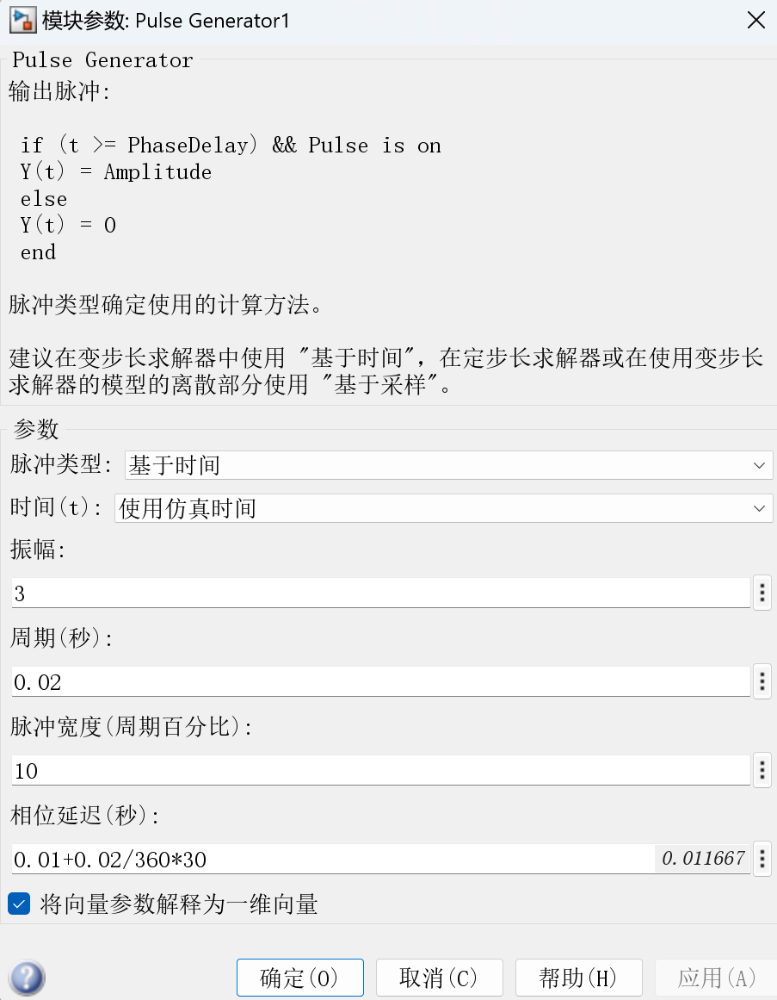 模块参数: Pulse Generator1
Pulse Generator
输出脉冲:
if (t >= PhaseDelay) && Pulse is on
Y(t) = Amplitude
else
Y(t) = 0
end
脉冲类型确定使用的计算方法。
建议在变步长求解器中使用 "基于时间"，在定步长求解器或在使用变步长
求解器的模型的离散部分使用 "基于采样"。
参数
脉冲类型: 基于时间
时间(t): 使用仿真时间
振幅:
3
周期(秒):
0.02
脉冲宽度(周期百分比):
10
相位延迟(秒):
0.01+0.02/360*30 0.011667
将向量参数解释为一维向量
确定(O) 取消(C) 帮助(H) 应用(A)